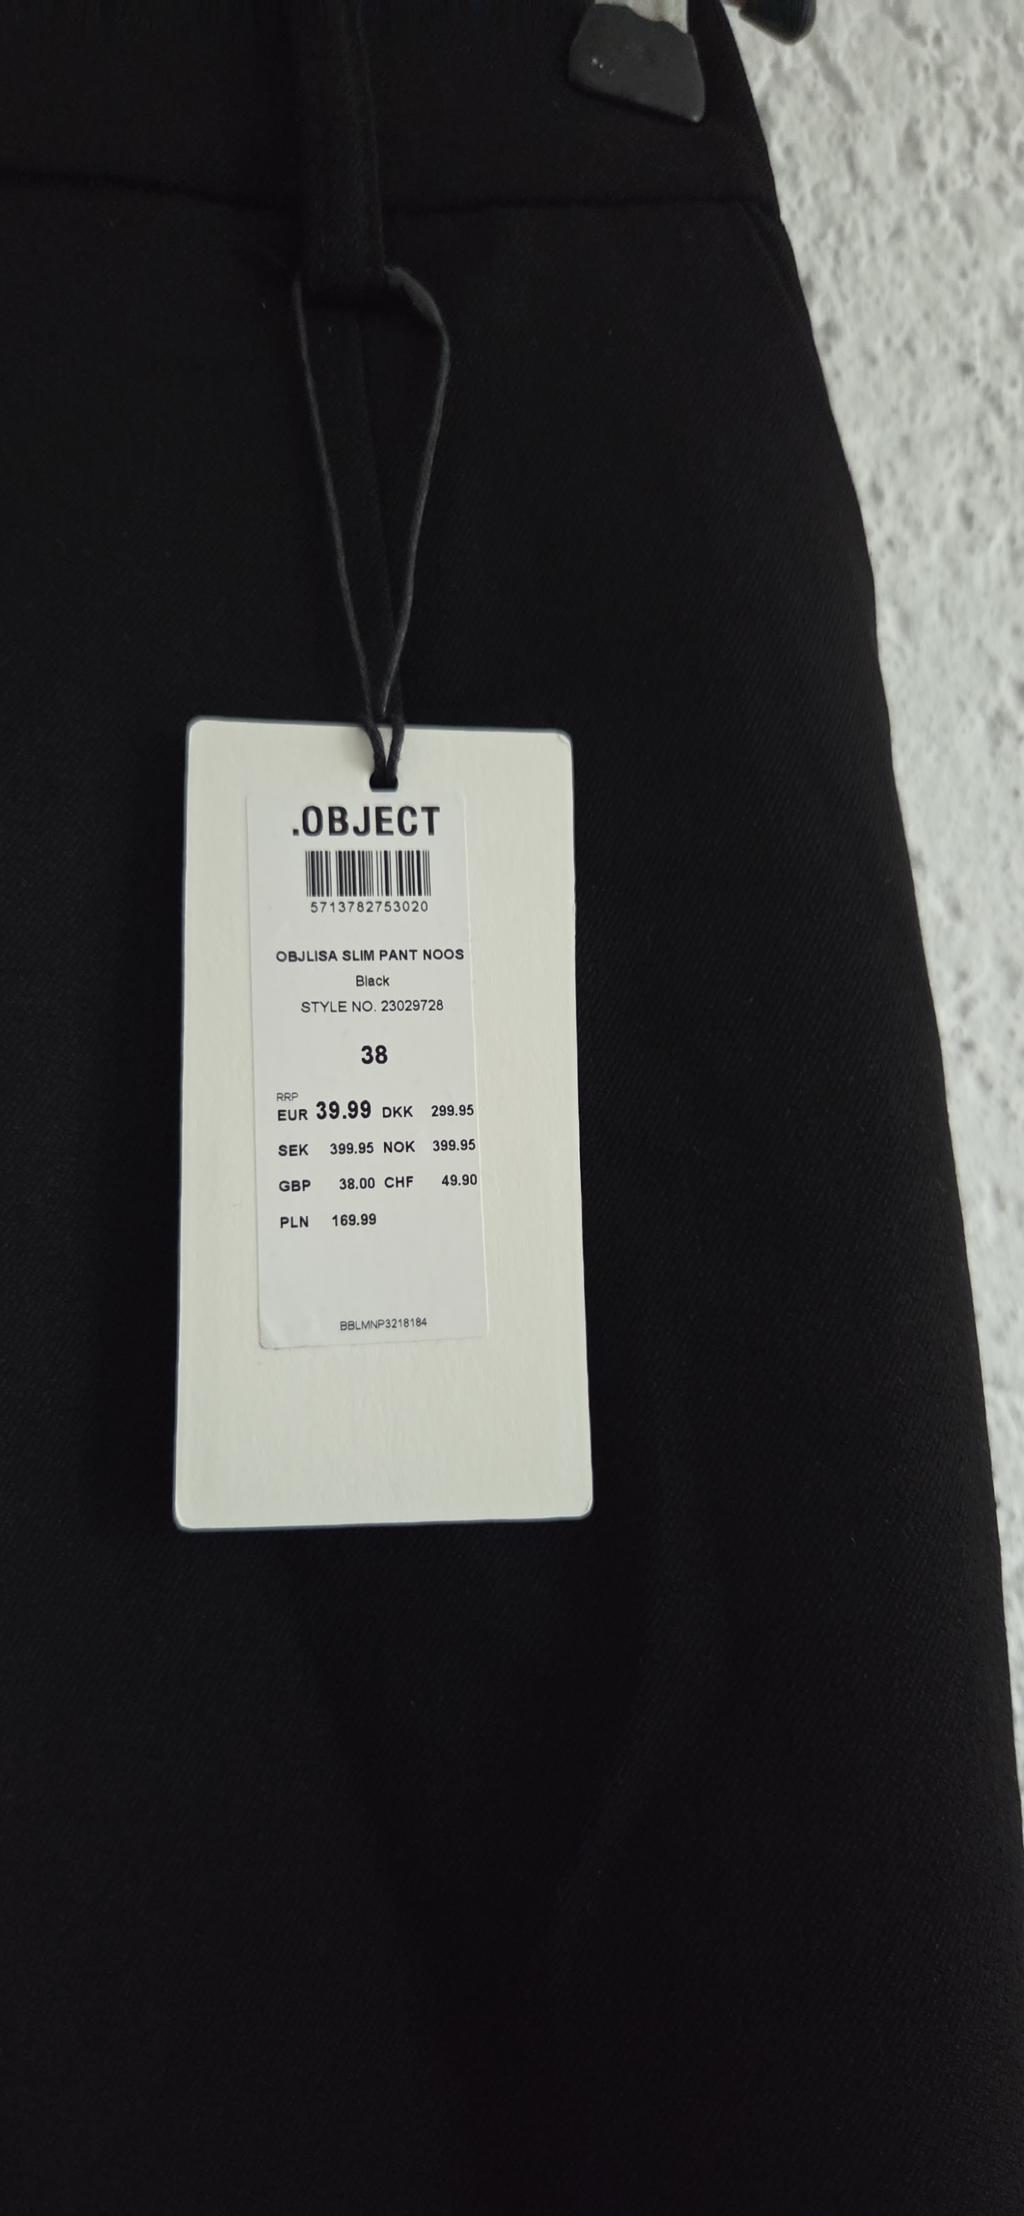 .OBJECT
5713782753020
OBJLISA SLIM PANT NOOS
Black
STYLE NO. 23029728
38
RRP
EUR 39.99 DKK 299.95
SEK 399.95 NOK 399.95
GBP 38.00 CHF 49.90
PLN 169.99
BBLMNP3218184